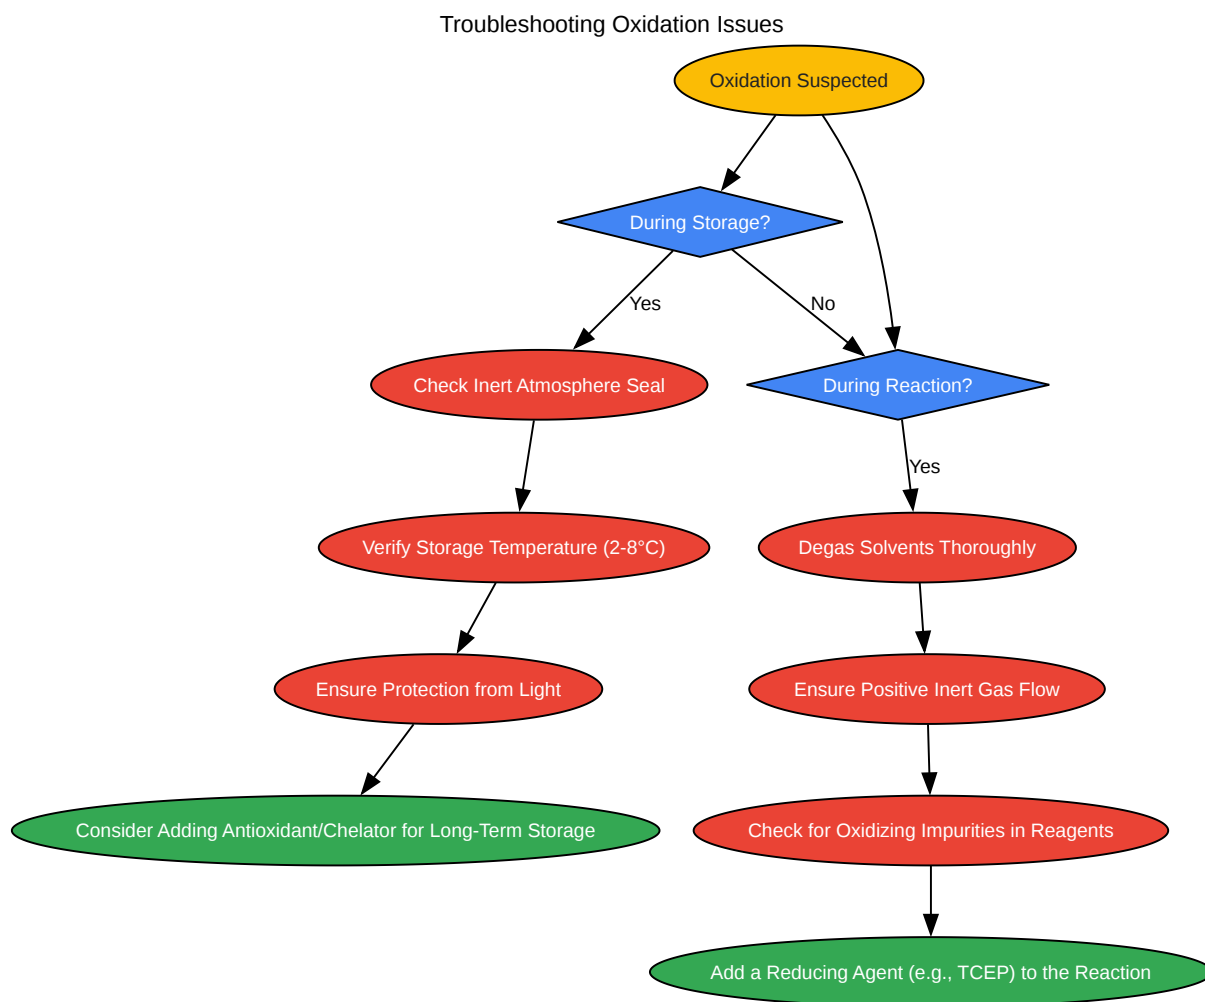 Troubleshooting Oxidation Issues
Oxidation Suspected
During Storage?
Yes
No
Check Inert Atmosphere Seal
During Reaction?
Yes
Verify Storage Temperature (2-8°C)
Degas Solvents Thoroughly
Ensure Protection from Light
Ensure Positive Inert Gas Flow
Consider Adding Antioxidant/Chelator for Long-Term Storage
Check for Oxidizing Impurities in Reagents
Add a Reducing Agent (e.g., TCEP) to the Reaction